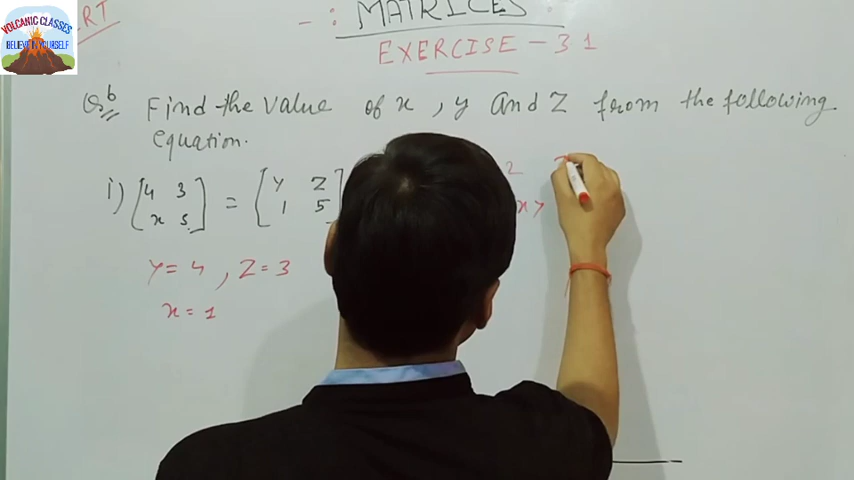 VOLCANIC CLASSES
BELIEVE IN YOURSELF
RT
-: MATRICES :
EXERCISE - 3 1
Q 6 Find the value of x , y and Z from the following
equation.
i) [4 3 = [Y Z
x 5] 1 5]
2
x y
Y = 4 , Z = 3
x = 1